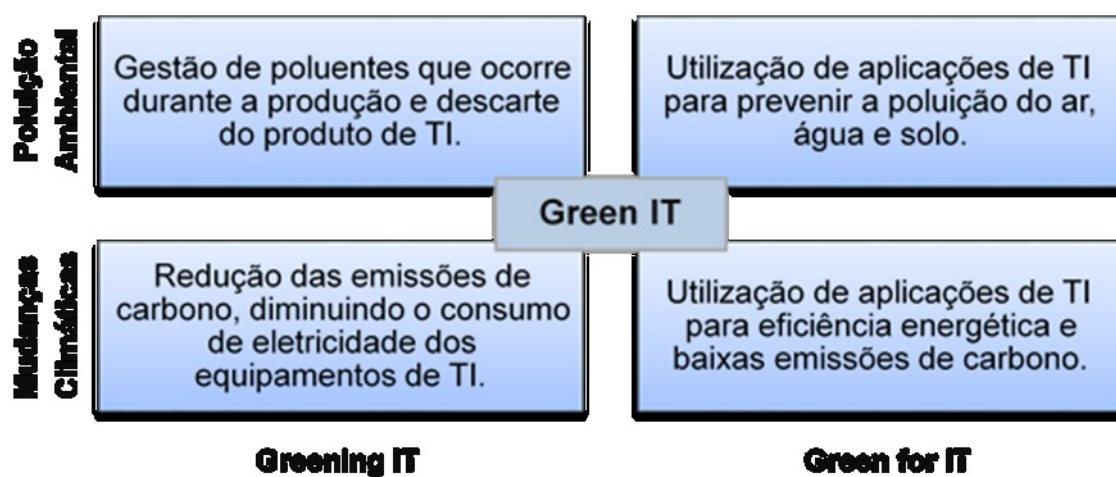 Poluição
Ambiental
Gestão de poluentes que ocorre
durante a produção e descarte
do produto de TI.
Utilização de aplicações de TI
para prevenir a poluição do ar,
água e solo.
Green IT
Mudanças
Climáticas
Redução das emissões de
carbono, diminuindo o consumo
de eletricidade dos
equipamentos de TI.
Utilização de aplicações de TI
para eficiência energética e
baixas emissões de carbono.
Greening IT
Green for IT